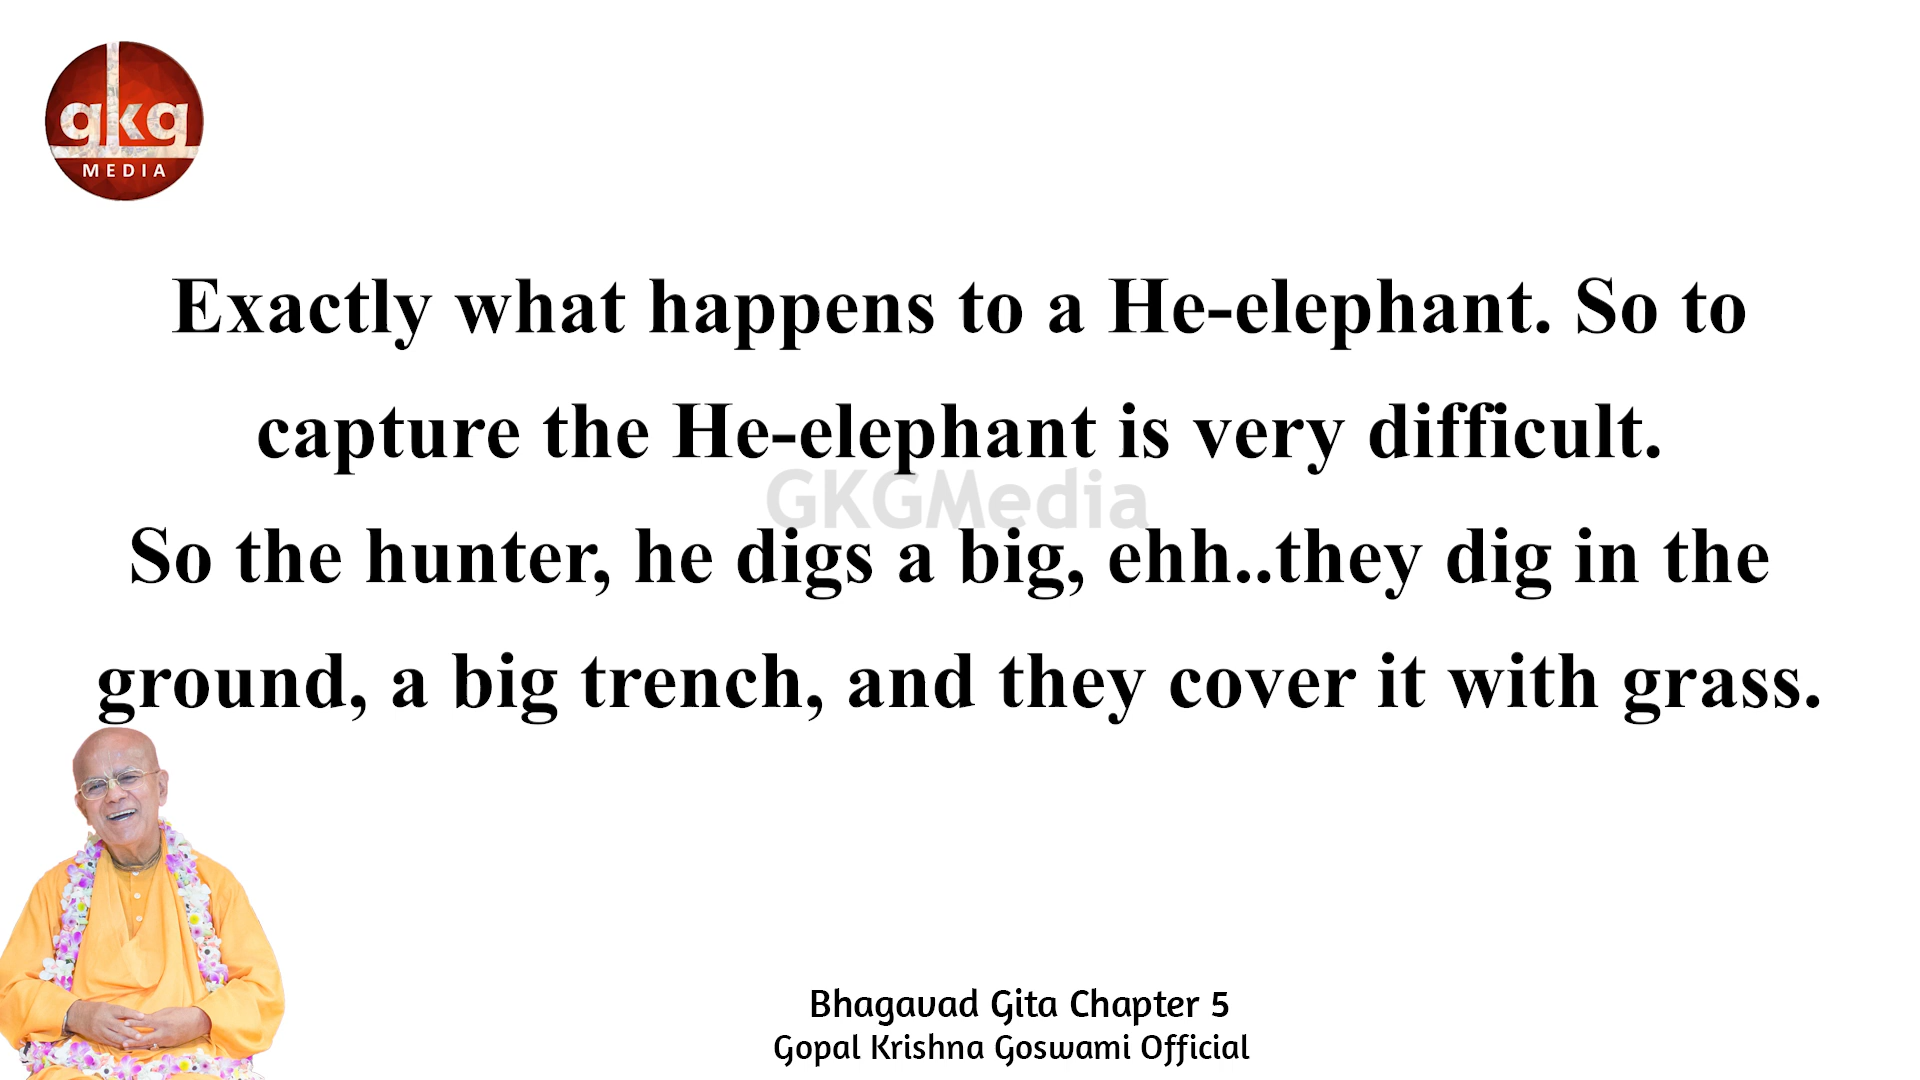 gkg
MEDIA
Exactly what happens to a He-elephant. So to
capture the He-elephant is very difficult.
GKGMedia
So the hunter, he digs a big, ehh..they dig in the
ground, a big trench, and they cover it with grass.
Bhagavad Gita Chapter 5
Gopal Krishna Goswami Official